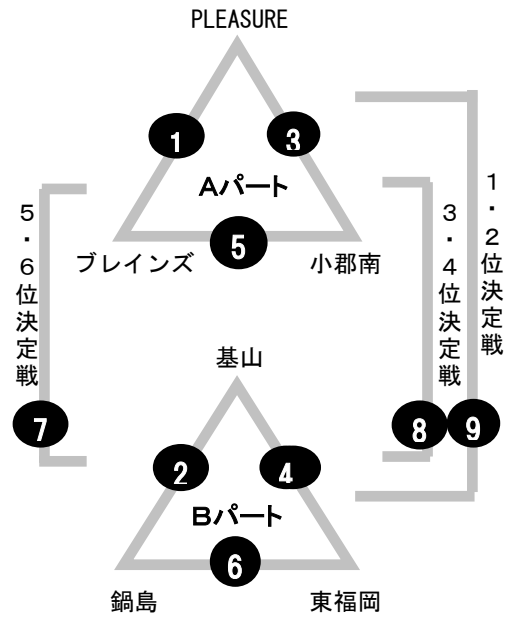 PLEASURE
1
3
Aパート
5
ブレインズ
小郡南
5・6位決定戦
3・4位決定戦
1・2位決定戦
基山
7
8
9
2
4
Bパート
6
鍋島
東福岡